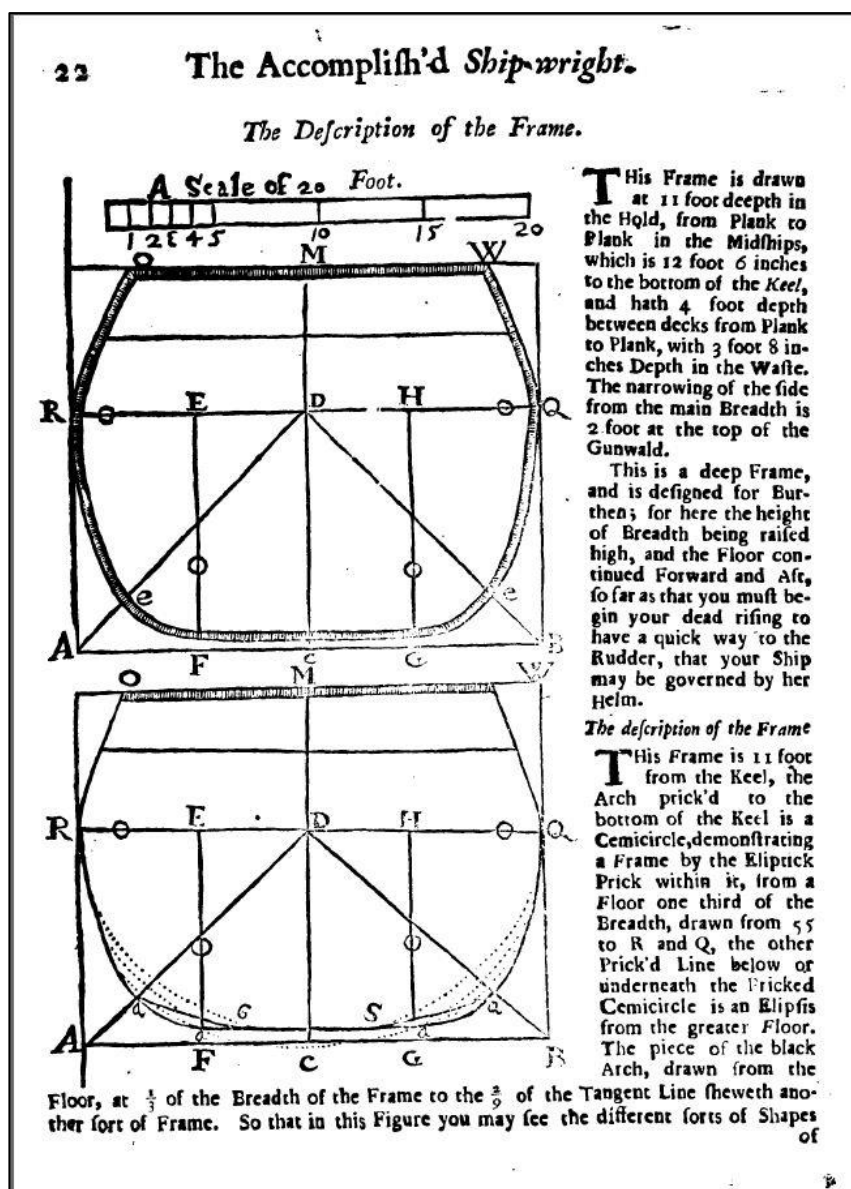 22 The Accompliſh'd Ship-wright.
The Deſcription of the Frame.
A Scale of 20 Foot.
1 2 3 4 5 10 15 20
O M W
R E D H Q
e e
A F C G B
O M W
R E D H Q
a 6 S a
A F C G B
THis Frame is drawn
at 11 foot deepth in
the Hold, from Plank to
Plank in the Midſhips,
which is 12 foot 6 inches
to the bottom of the Keel,
and hath 4 foot depth
between decks from Plank
to Plank, with 3 foot 8 in-
ches Depth in the Waſte.
The narrowing of the ſide
from the main Breadth is
2 foot at the top of the
Gunwald.
This is a deep Frame,
and is deſigned for Bur-
then; for here the height
of Breadth being raiſed
high, and the Floor con-
tinued Forward and Aft,
ſo far as that you muſt be-
gin your dead riſing to
have a quick way to the
Rudder, that your Ship
may be governed by her
Helm.
The deſcription of the Frame
THis Frame is 11 foot
from the Keel, the
Arch prick'd to the
bottom of the Keel is a
Cemicircle, demonſtrating
a Frame by the Eliptick
Prick within it, from a
Floor one third of the
Breadth, drawn from 55
to R and Q, the other
Prick'd Line below or
underneath the Pricked
Cemicircle is an Elipſis
from the greater Floor.
The piece of the black
Arch, drawn from the
Floor, at 1/3 of the Breadth of the Frame to the 2/9 of the Tangent Line ſheweth ano-
ther ſort of Frame. So that in this Figure you may ſee the different ſorts of Shapes
of